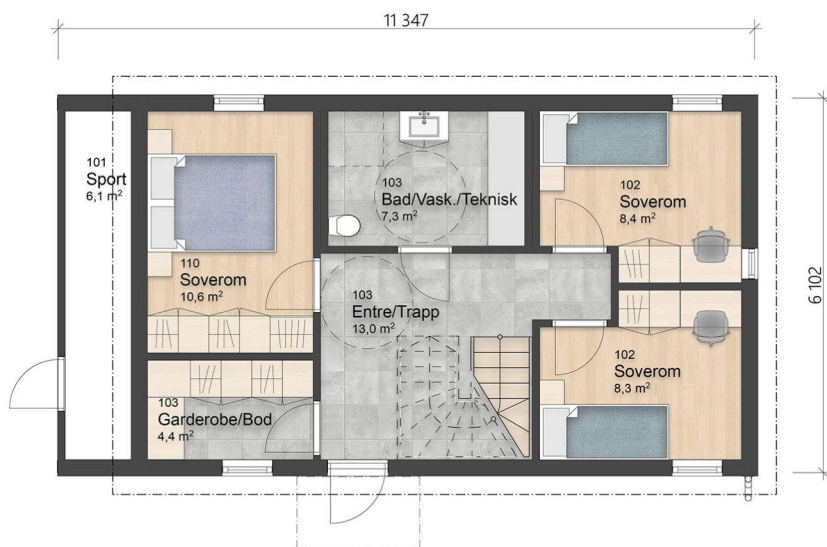 11 347
101
Sport
6,1 m²
110
Soverom
10,6 m²
103
Bad/Vask./Teknisk
7,3 m²
102
Soverom
8,4 m²
103
Entre/Trapp
13,0 m²
103
Garderobe/Bod
4,4 m²
102
Soverom
8,3 m²
6 102